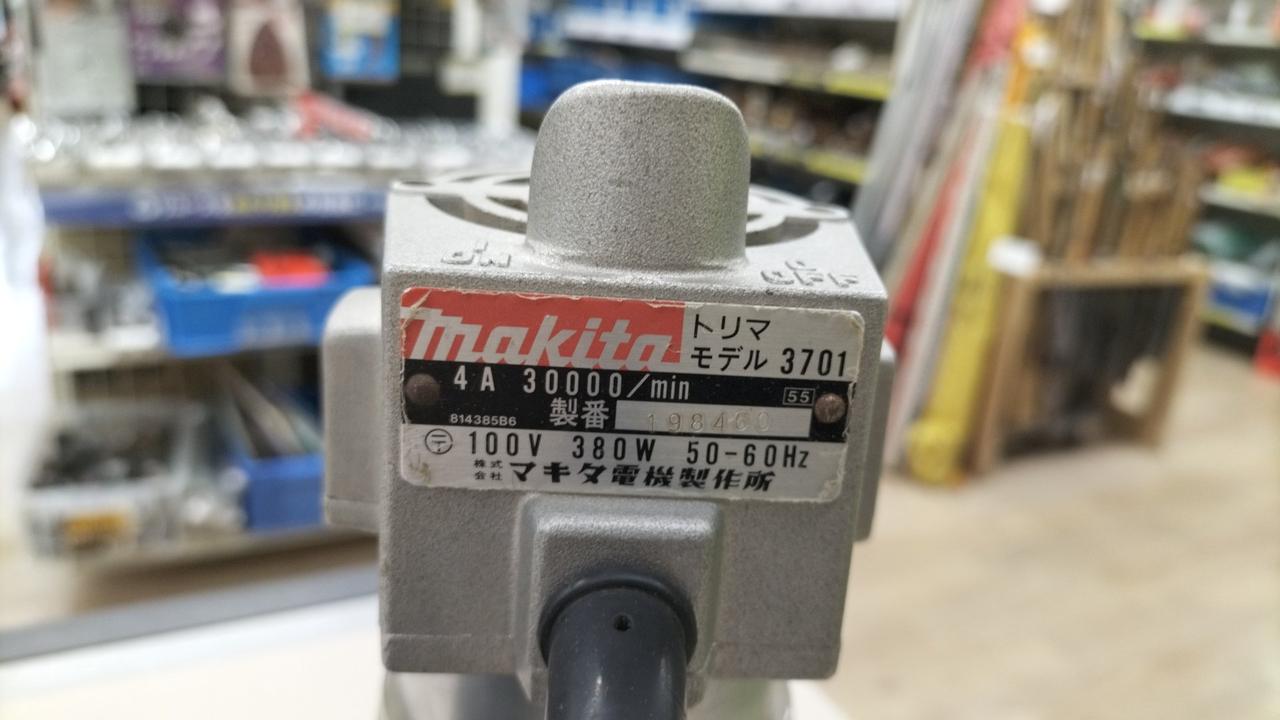 ON
OFF
makita
トリマ
モデル 3701
4A 30000/min
55
814385B6
製番 198460
100V 380W 50-60Hz
株式会社 マキタ電機製作所